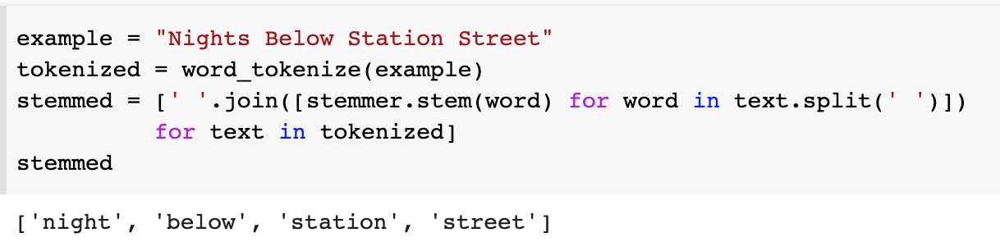 example = "Nights Below Station Street"
tokenized = word_tokenize(example)
stemmed = [' '.join([stemmer.stem(word) for word in text.split(' ')])
for text in tokenized]
stemmed
['night', 'below', 'station', 'street']